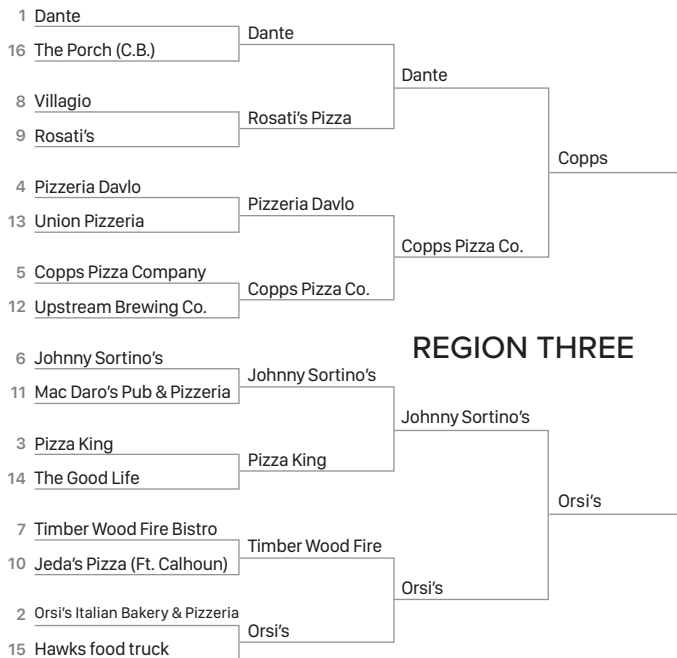 1 Dante
16 The Porch (C.B.)
Dante
8 Villagio
9 Rosati's
Rosati's Pizza
Dante
4 Pizzeria Davlo
13 Union Pizzeria
Pizzeria Davlo
5 Copps Pizza Company
12 Upstream Brewing Co.
Copps Pizza Co.
Copps Pizza Co.
Copps
REGION THREE
6 Johnny Sortino's
11 Mac Daro's Pub & Pizzeria
Johnny Sortino's
3 Pizza King
14 The Good Life
Pizza King
Johnny Sortino's
7 Timber Wood Fire Bistro
10 Jeda's Pizza (Ft. Calhoun)
Timber Wood Fire
2 Orsi's Italian Bakery & Pizzeria
15 Hawks food truck
Orsi's
Orsi's
Orsi's